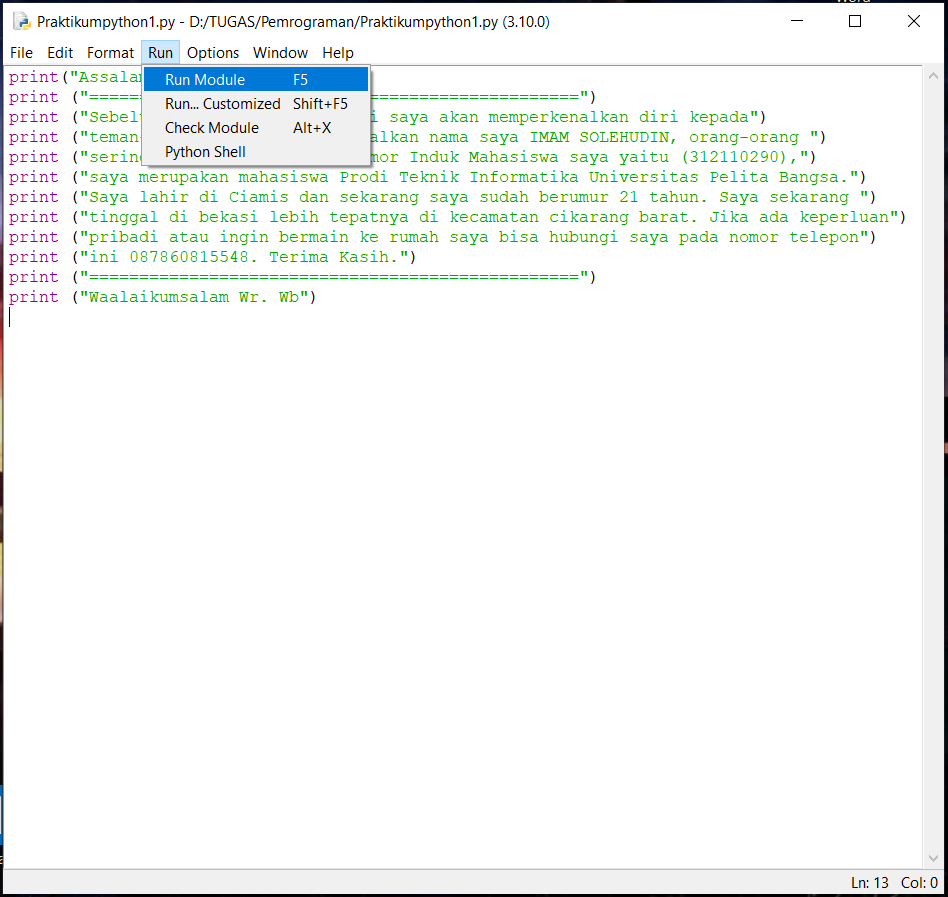 Word
Praktikumpython1.py - D:/TUGAS/Pemrograman/Praktikumpython1.py (3.10.0)
File Edit Format Run Options Window Help
print("Assala
Run Module F5
Run... Customized Shift+F5
Check Module Alt+X
Python Shell
print ("=================================================")
print ("Sebel i saya akan memperkenalkan diri kepada")
print ("teman alkan nama saya IMAM SOLEHUDIN, orang-orang ")
print ("serin mor Induk Mahasiswa saya yaitu (312110290),")
print ("saya merupakan mahasiswa Prodi Teknik Informatika Universitas Pelita Bangsa.")
print ("Saya lahir di Ciamis dan sekarang saya sudah berumur 21 tahun. Saya sekarang ")
print ("tinggal di bekasi lebih tepatnya di kecamatan cikarang barat. Jika ada keperluan")
print ("pribadi atau ingin bermain ke rumah saya bisa hubungi saya pada nomor telepon")
print ("ini 087860815548. Terima Kasih.")
print ("=================================================")
print ("Waalaikumsalam Wr. Wb")
Ln: 13 Col: 0